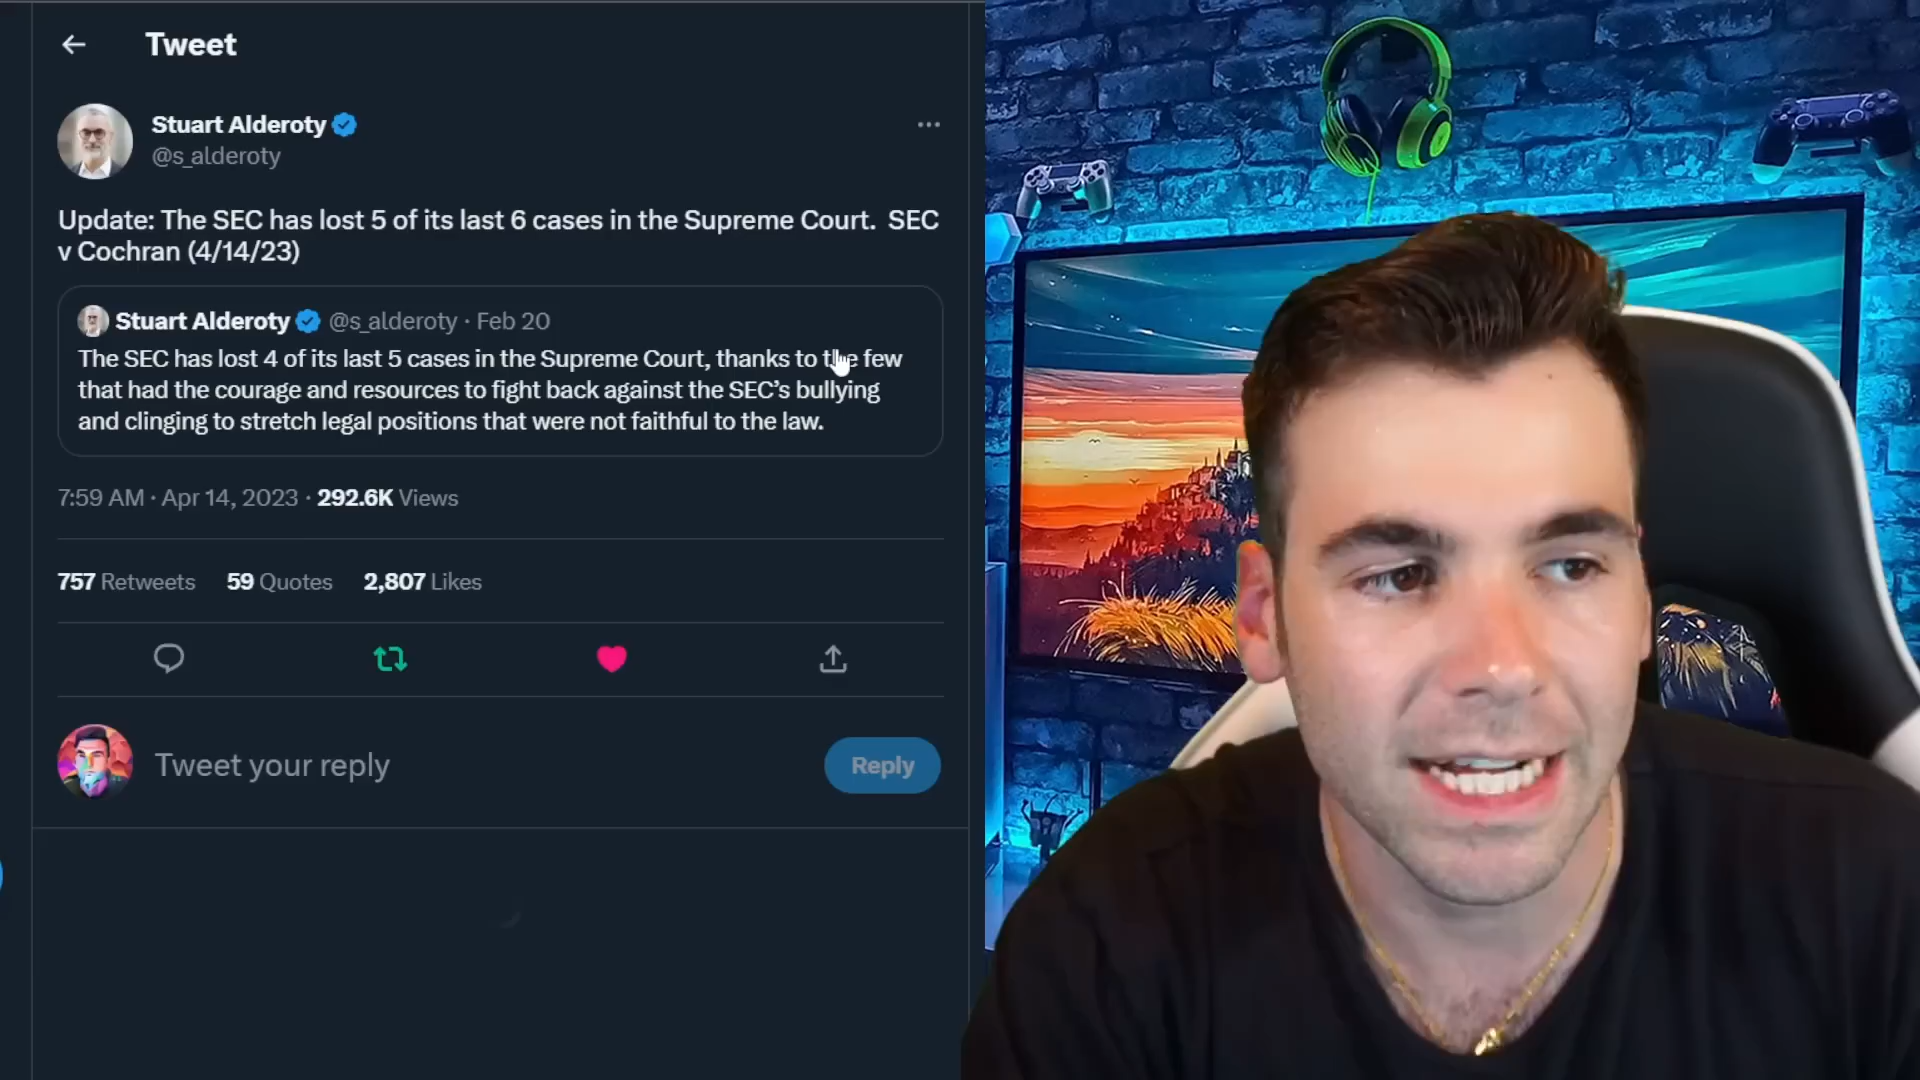 Tweet
Stuart Alderoty
@s_alderoty
Update: The SEC has lost 5 of its last 6 cases in the Supreme Court.  SEC
v Cochran (4/14/23)
Stuart Alderoty @s_alderoty · Feb 20
The SEC has lost 4 of its last 5 cases in the Supreme Court, thanks to the few
that had the courage and resources to fight back against the SEC’s bullying
and clinging to stretch legal positions that were not faithful to the law.
7:59 AM · Apr 14, 2023 · 292.6K Views
757 Retweets 59 Quotes 2,807 Likes
Tweet your reply
Reply